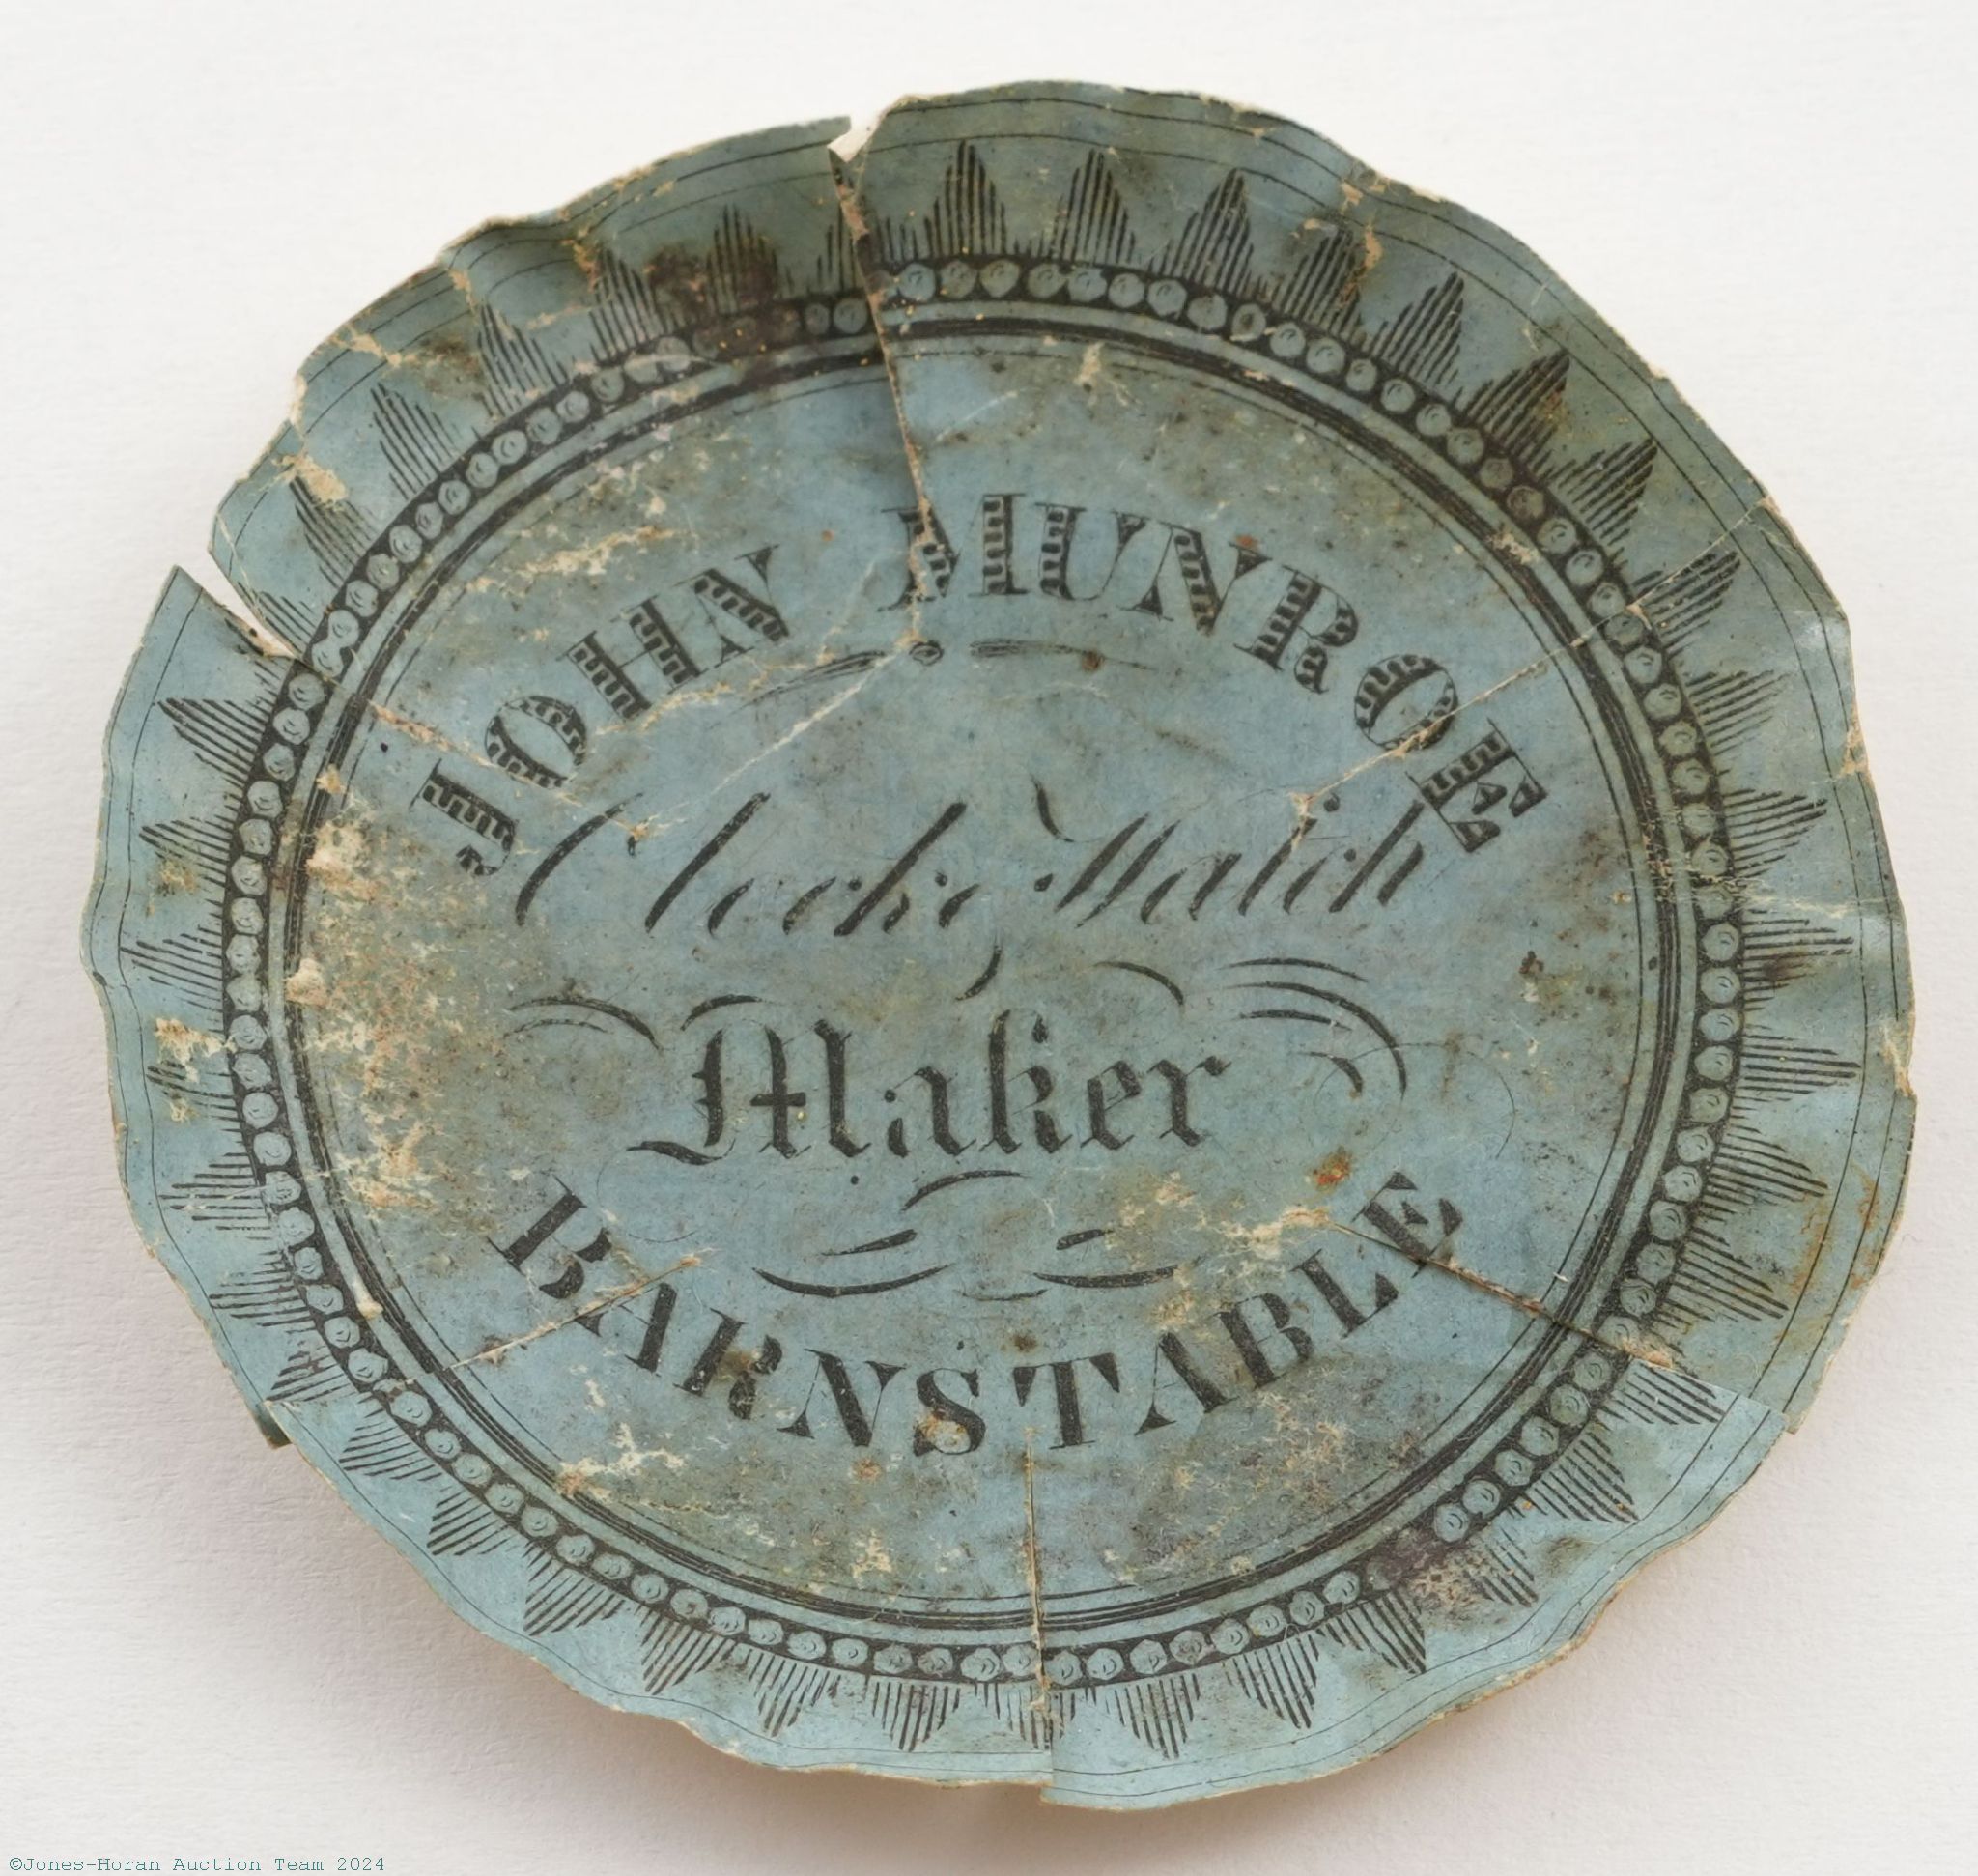 JOHN MUNROE
Clock & Watch
Maker
BARNSTABLE
©Jones-Horan Auction Team 2024